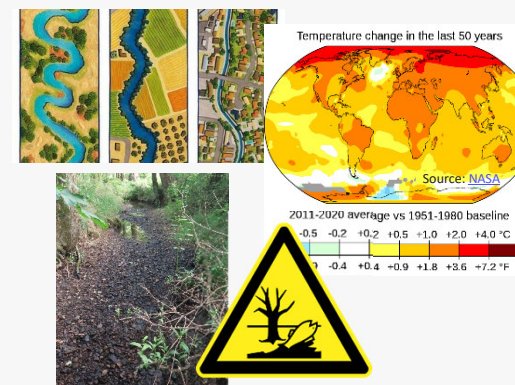 Temperature change in the last 50 years
Source: NASA
2011-2020 average vs 1951-1980 baseline
-0.5 -0.2 +0.2 +0.5 +1.0 +2.0 +4.0 °C
-0.4 +0.4 +0.9 +1.8 +3.6 +7.2 °F